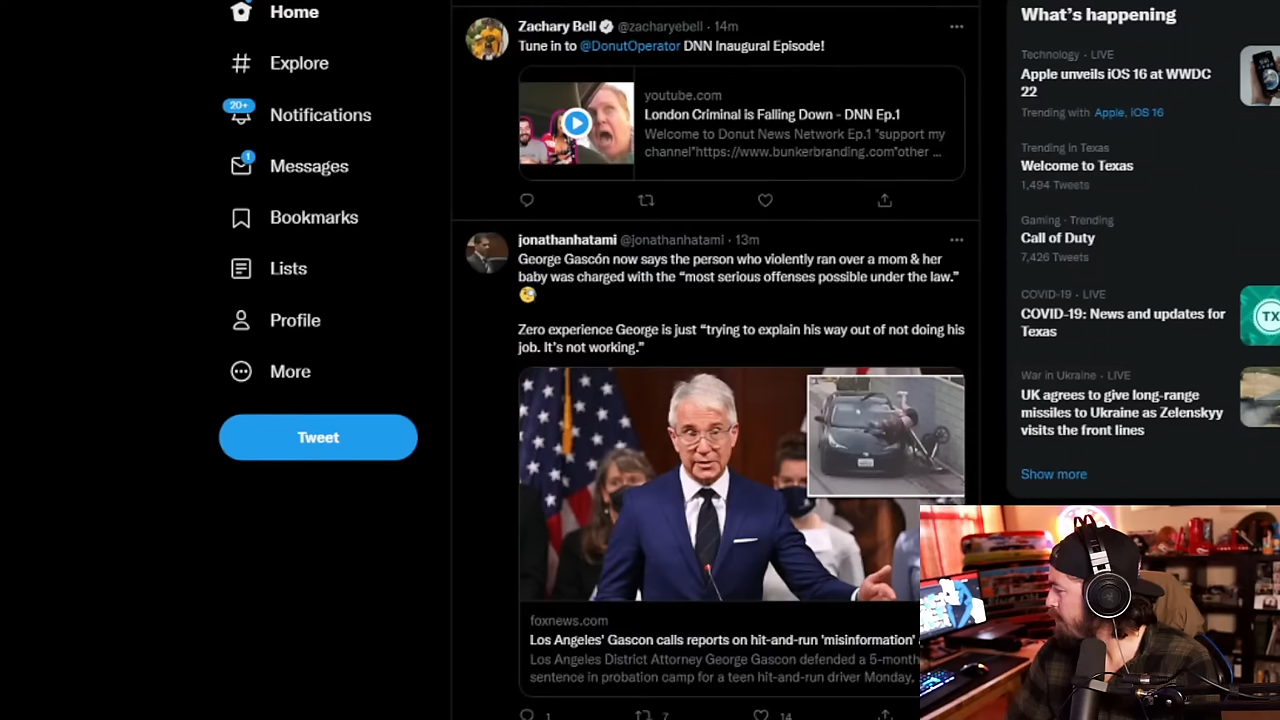 Home
Explore
20+
Notifications
1
Messages
Bookmarks
Lists
Profile
More
Tweet
Zachary Bell @zacharyebell · 14m
Tune in to @DonutOperator DNN Inaugural Episode!
youtube.com
London Criminal is Falling Down - DNN Ep.1
Welcome to Donut News Network Ep.1 "support my
channel"https://www.bunkerbranding.com"other ...
jonathanhatami @jonathanhatami · 13m
George Gascón now says the person who violently ran over a mom & her
baby was charged with the “most serious offenses possible under the law.”
Zero experience George is just “trying to explain his way out of not doing his
job. It’s not working.”
foxnews.com
Los Angeles' Gascon calls reports on hit-and-run 'misinformation'
Los Angeles District Attorney George Gascon defended a 5-month
sentence in probation camp for a teen hit-and-run driver Monday,
1
7
14
What’s happening
Technology · LIVE
Apple unveils iOS 16 at WWDC
22
Trending with Apple, iOS 16
Trending in Texas
Welcome to Texas
1,494 Tweets
Gaming · Trending
Call of Duty
7,426 Tweets
COVID-19 · LIVE
COVID-19: News and updates for
Texas
TX
War in Ukraine · LIVE
UK agrees to give long-range
missiles to Ukraine as Zelenskyy
visits the front lines
Show more